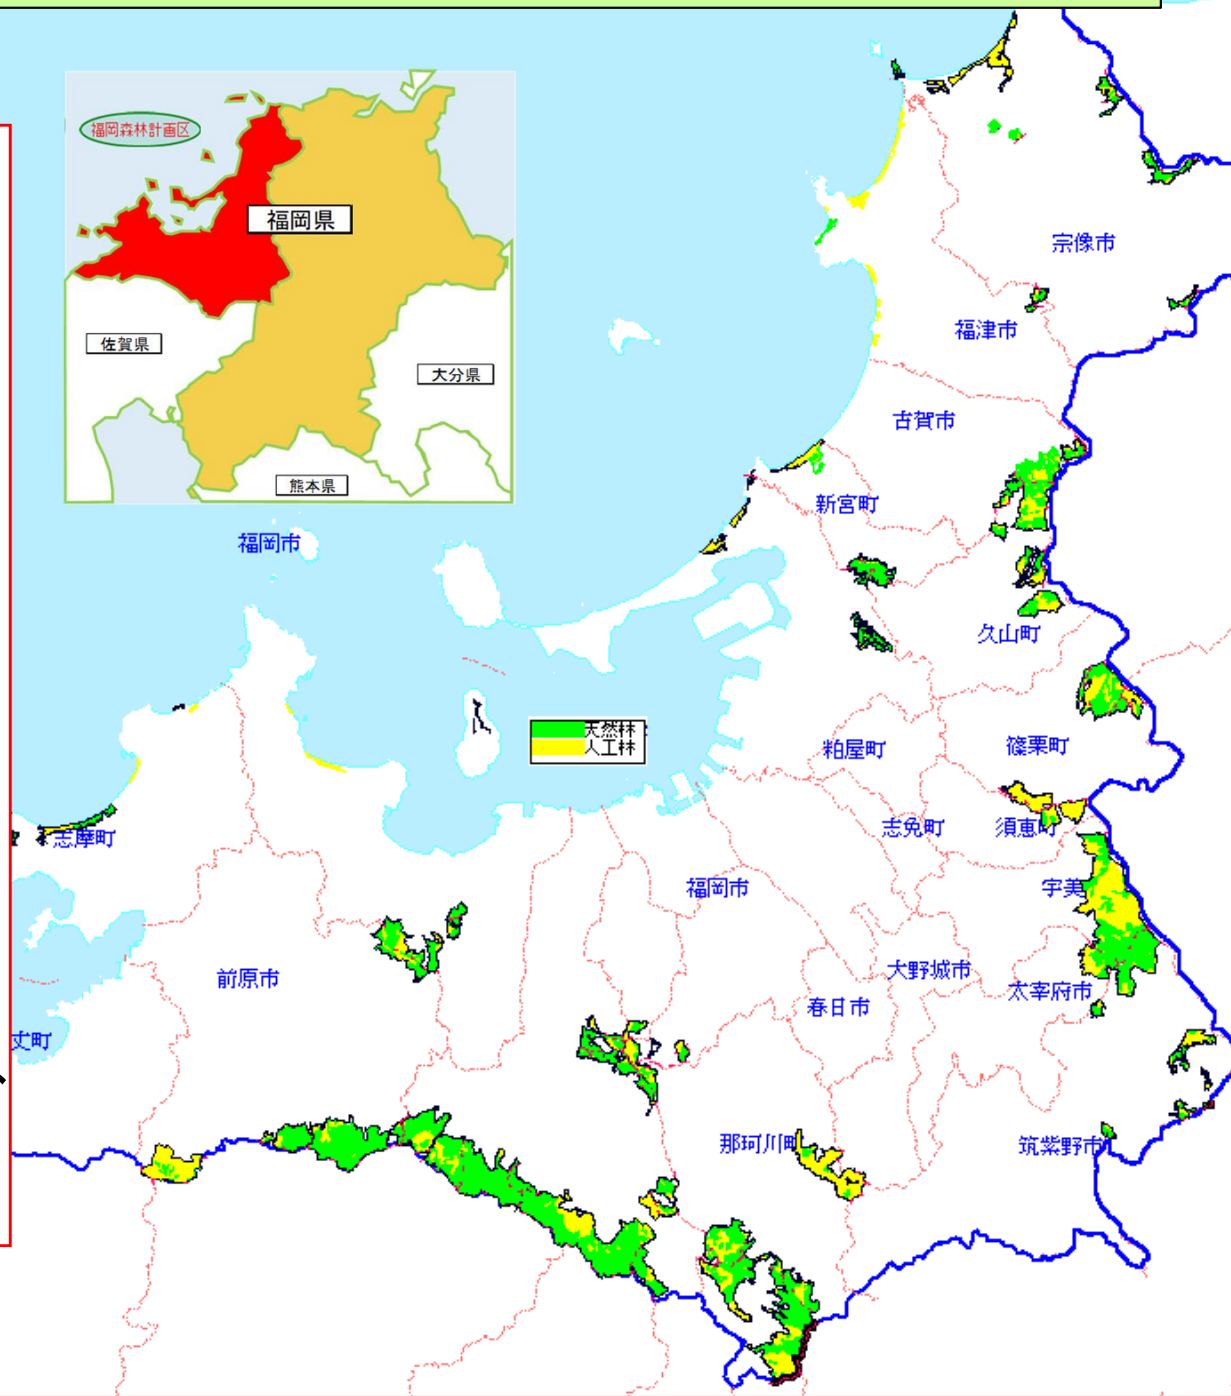 福岡森林計画区
福岡県
佐賀県
大分県
熊本県
宗像市
福津市
古賀市
新宮町
福岡市
久山町
天然林
人工林
粕屋町
篠栗町
志免町
須恵町
志摩町
福岡市
宇美
前原市
大野城市
太宰府市
春日市
丈町
那珂川町
筑紫野市